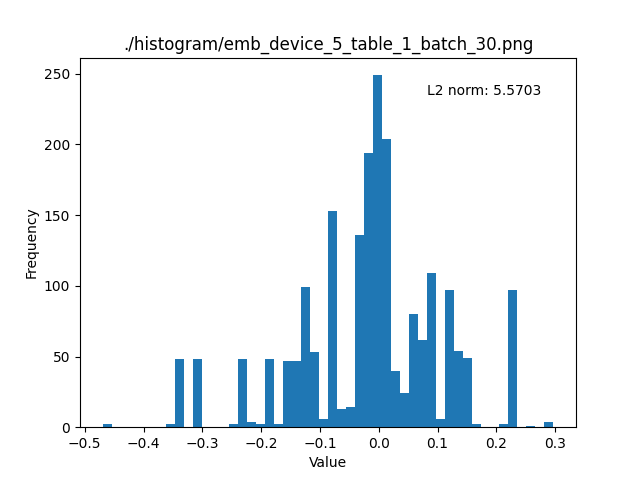 ./histogram/emb_device_5_table_1_batch_30.png
L2 norm: 5.5703
250
200
150
100
50
0
Frequency
−0.5 −0.4 −0.3 −0.2 −0.1 0.0 0.1 0.2 0.3
Value